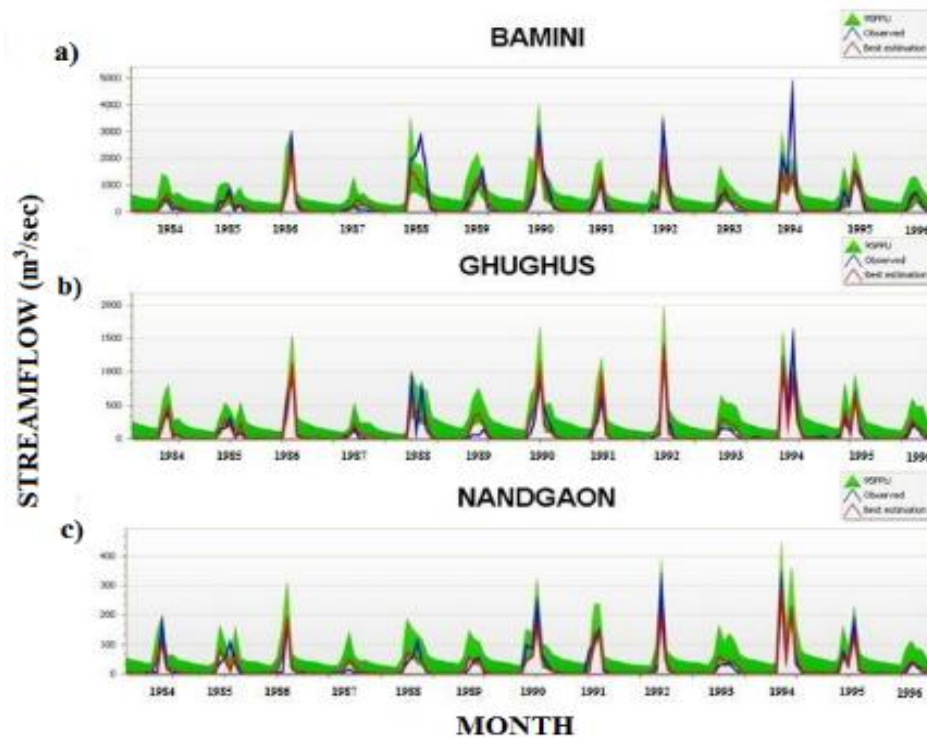 BAMINI
a)
95PPU
Observed
Best estimation
5000
4000
3000
2000
1000
0
1984 1985 1986 1987 1988 1989 1990 1991 1992 1993 1994 1995 1996
GHUGHUS
b)
95PPU
Observed
Best estimation
2000
1500
1000
500
0
1984 1985 1986 1987 1988 1989 1990 1991 1992 1993 1994 1995 1996
NANDGAON
c)
95PPU
Observed
Best estimation
400
300
200
100
0
1984 1985 1986 1987 1988 1989 1990 1991 1992 1993 1994 1995 1996
STREAMFLOW (m³/sec)
MONTH